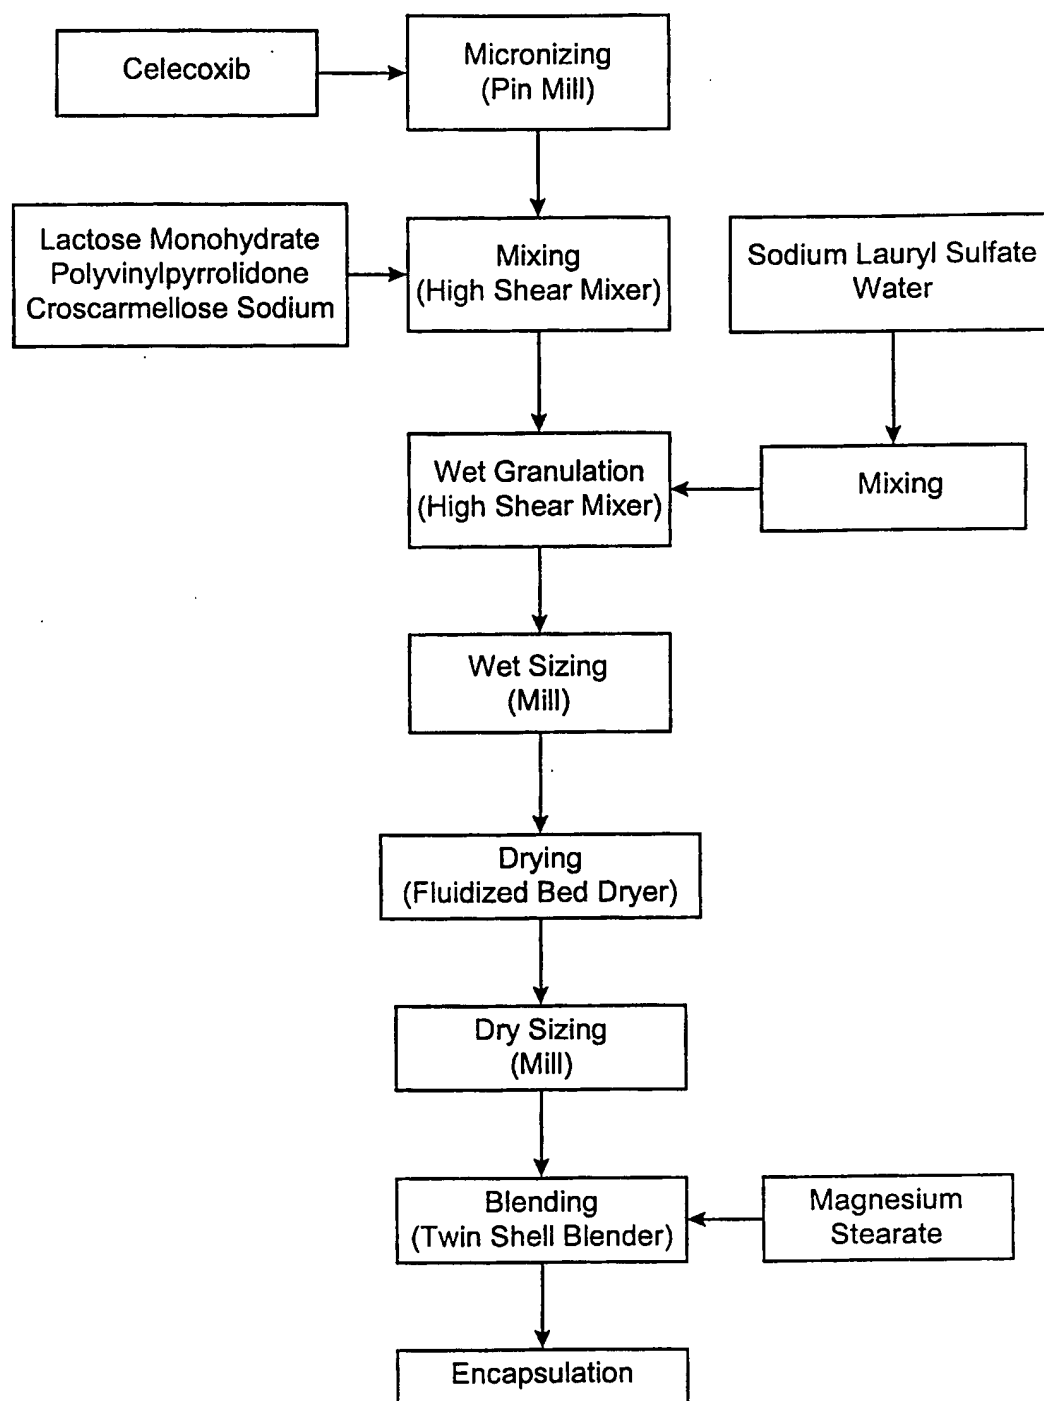 Celecoxib
Micronizing
(Pin Mill)
Lactose Monohydrate
Polyvinylpyrrolidone
Croscarmellose Sodium
Mixing
(High Shear Mixer)
Sodium Lauryl Sulfate
Water
Wet Granulation
(High Shear Mixer)
Mixing
Wet Sizing
(Mill)
Drying
(Fluidized Bed Dryer)
Dry Sizing
(Mill)
Blending
(Twin Shell Blender)
Magnesium
Stearate
Encapsulation